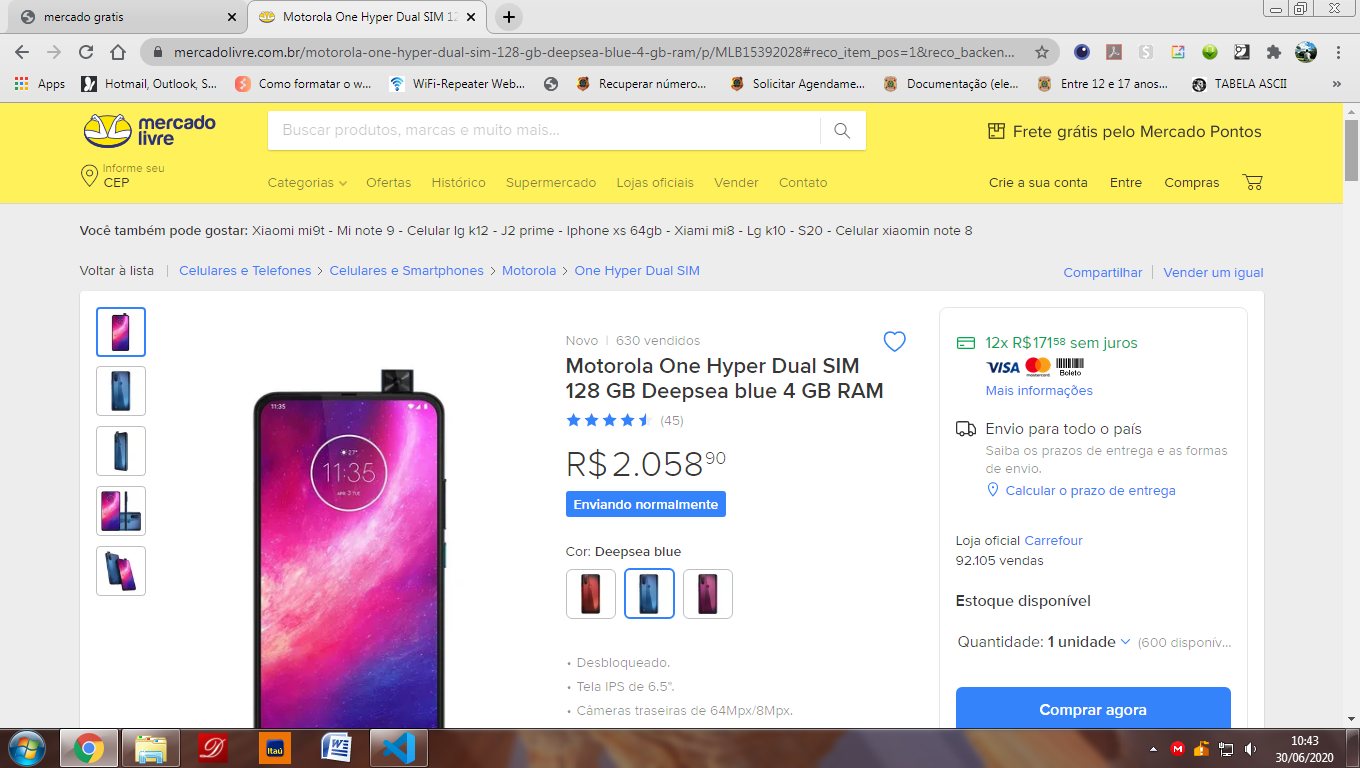 mercado gratis
Motorola One Hyper Dual SIM 12
mercadolivre.com.br/motorola-one-hyper-dual-sim-128-gb-deepsea-blue-4-gb-ram/p/MLB15392028#reco_item_pos=1&reco_backen...
Apps
Hotmail, Outlook, S...
Como formatar o w...
WiFi-Repeater Web...
Recuperar número...
Solicitar Agendame...
Documentação (ele...
Entre 12 e 17 anos...
TABELA ASCII
»
mercado
livre
Buscar produtos, marcas e muito mais...
Frete grátis pelo Mercado Pontos
Informe seu
CEP
Categorias
Ofertas
Histórico
Supermercado
Lojas oficiais
Vender
Contato
Crie a sua conta
Entre
Compras
Você também pode gostar: Xiaomi mi9t - Mi note 9 - Celular lg k12 - J2 prime - Iphone xs 64gb - Xiami mi8 - Lg k10 - S20 - Celular xiaomin note 8
Voltar à lista | Celulares e Telefones > Celulares e Smartphones > Motorola > One Hyper Dual SIM
Compartilhar | Vender um igual
Novo | 630 vendidos
Motorola One Hyper Dual SIM
128 GB Deepsea blue 4 GB RAM
(45)
R$ 2.058 90
Enviando normalmente
Cor: Deepsea blue
• Desbloqueado.
• Tela IPS de 6.5".
• Câmeras traseiras de 64Mpx/8Mpx.
11:35
27°
11:35
APR 3 TUE
12x R$ 171 58 sem juros
VISA
mastercard
Boleto
Mais informações
Envio para todo o país
Saiba os prazos de entrega e as formas
de envio.
Calcular o prazo de entrega
Loja oficial Carrefour
92.105 vendas
Estoque disponível
Quantidade: 1 unidade (600 disponív...
Comprar agora
Itaú
10:43
30/06/2020